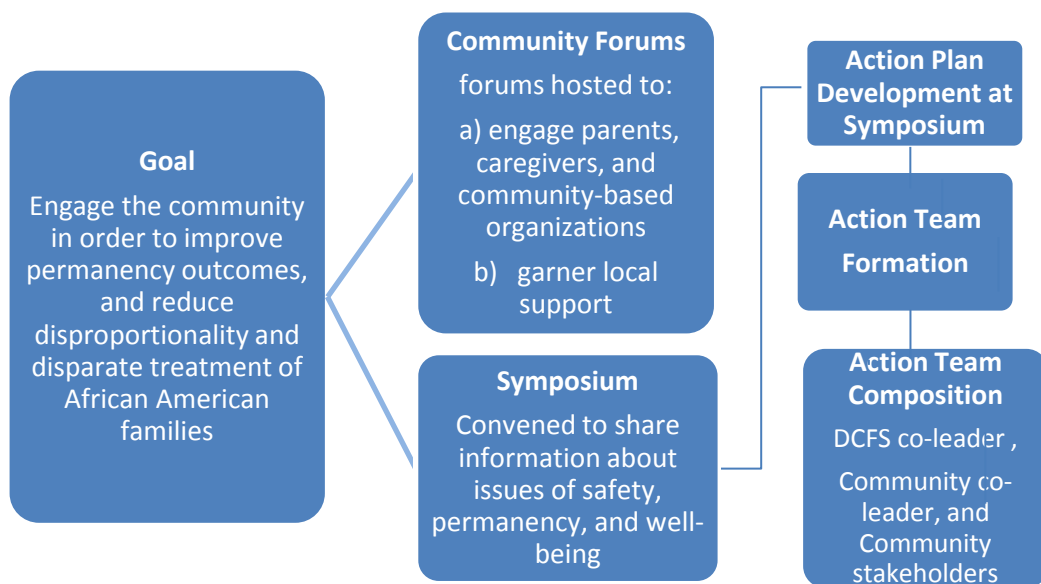 Goal
Engage the community
in order to improve
permanency outcomes,
and reduce
disproportionality and
disparate treatment of
African American
families
Community Forums
forums hosted to:
a) engage parents,
caregivers, and
community-based
organizations
b) garner local
support
Symposium
Convened to share
information about
issues of safety,
permanency, and well-
being
Action Plan
Development at
Symposium
Action Team
Formation
Action Team
Composition
DCFS co-leader ,
Community co-
leader, and
Community
stakeholders